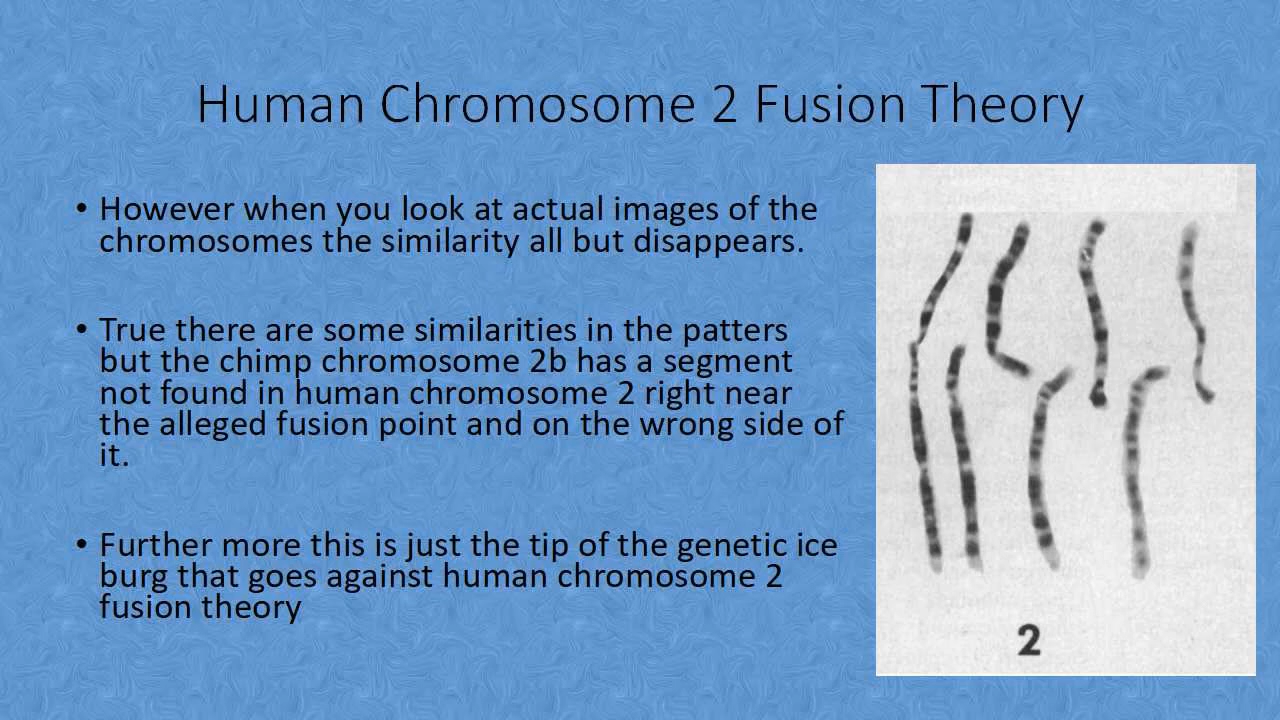 Human Chromosome 2 Fusion Theory
• However when you look at actual images of the
chromosomes the similarity all but disappears.
• True there are some similarities in the patters
but the chimp chromosome 2b has a segment
not found in human chromosome 2 right near
the alleged fusion point and on the wrong side of
it.
• Further more this is just the tip of the genetic ice
burg that goes against human chromosome 2
fusion theory
2